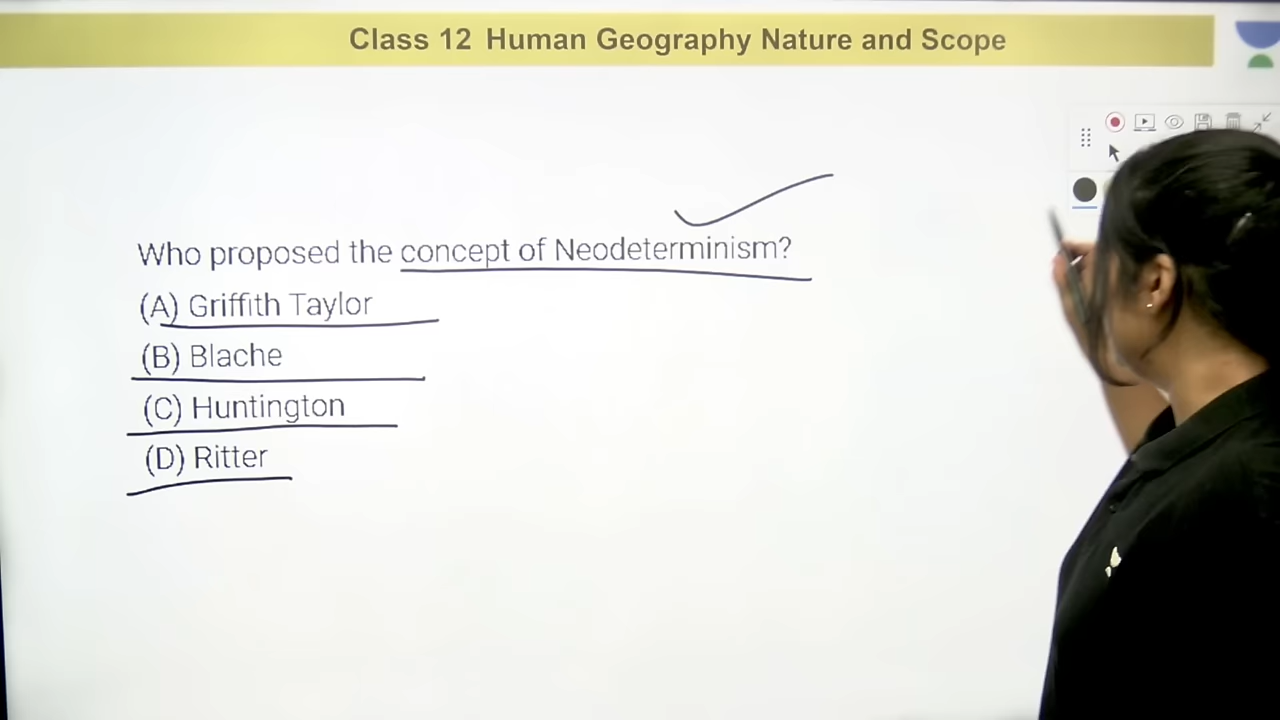 Class 12 Human Geography Nature and Scope
Who proposed the concept of Neodeterminism?
(A) Griffith Taylor
(B) Blache
(C) Huntington
(D) Ritter